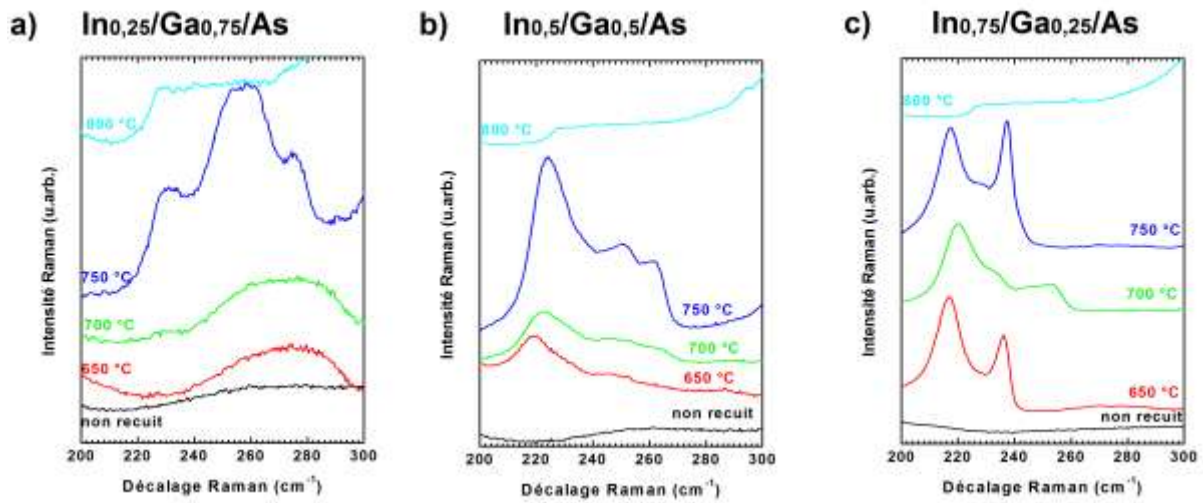 a) In0,25/Ga0,75/As
b) In0,5/Ga0,5/As
c) In0,75/Ga0,25/As
Intensité Raman (u.arb.)
800 °C
750 °C
700 °C
650 °C
non recuit
200 220 240 260 280 300
Décalage Raman (cm-1)
Intensité Raman (u.arb.)
800 °C
750 °C
700 °C
650 °C
non recuit
200 220 240 260 280 300
Décalage Raman (cm-1)
Intensité Raman (u.arb.)
800 °C
750 °C
700 °C
650 °C
non recuit
200 220 240 260 280 300
Décalage Raman (cm-1)